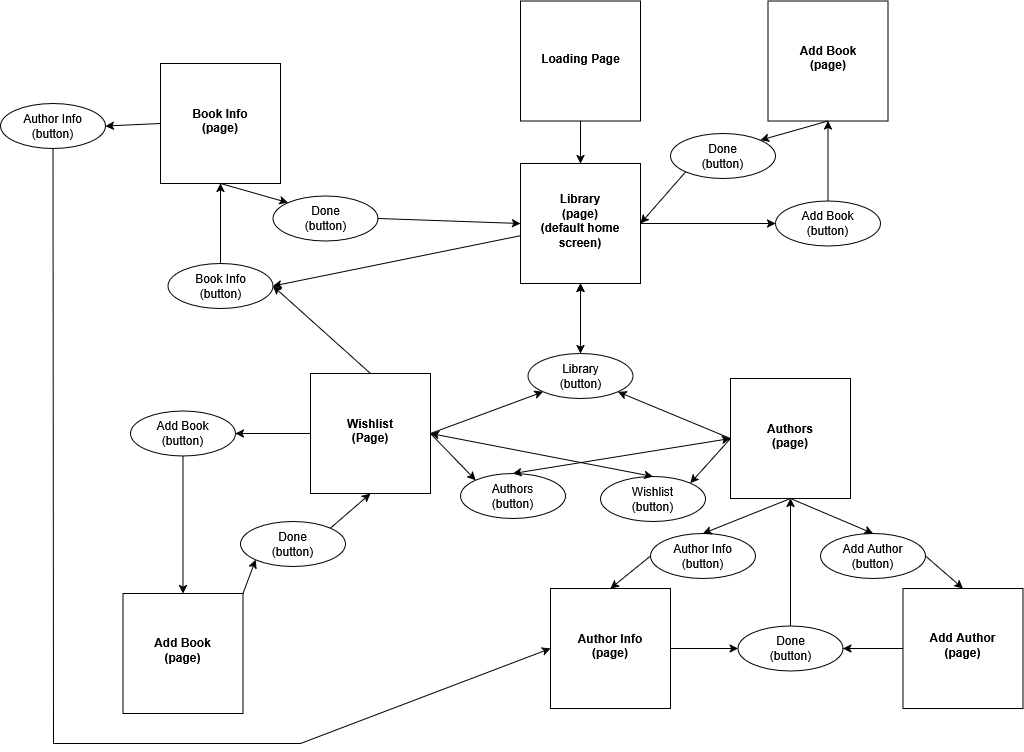 Loading Page
Add Book
(page)
Book Info
(page)
Author Info
(button)
Done
(button)
Library
(page)
(default home
screen)
Done
(button)
Add Book
(button)
Book Info
(button)
Library
(button)
Wishlist
(Page)
Authors
(page)
Add Book
(button)
Authors
(button)
Wishlist
(button)
Done
(button)
Author Info
(button)
Add Author
(button)
Add Book
(page)
Author Info
(page)
Done
(button)
Add Author
(page)